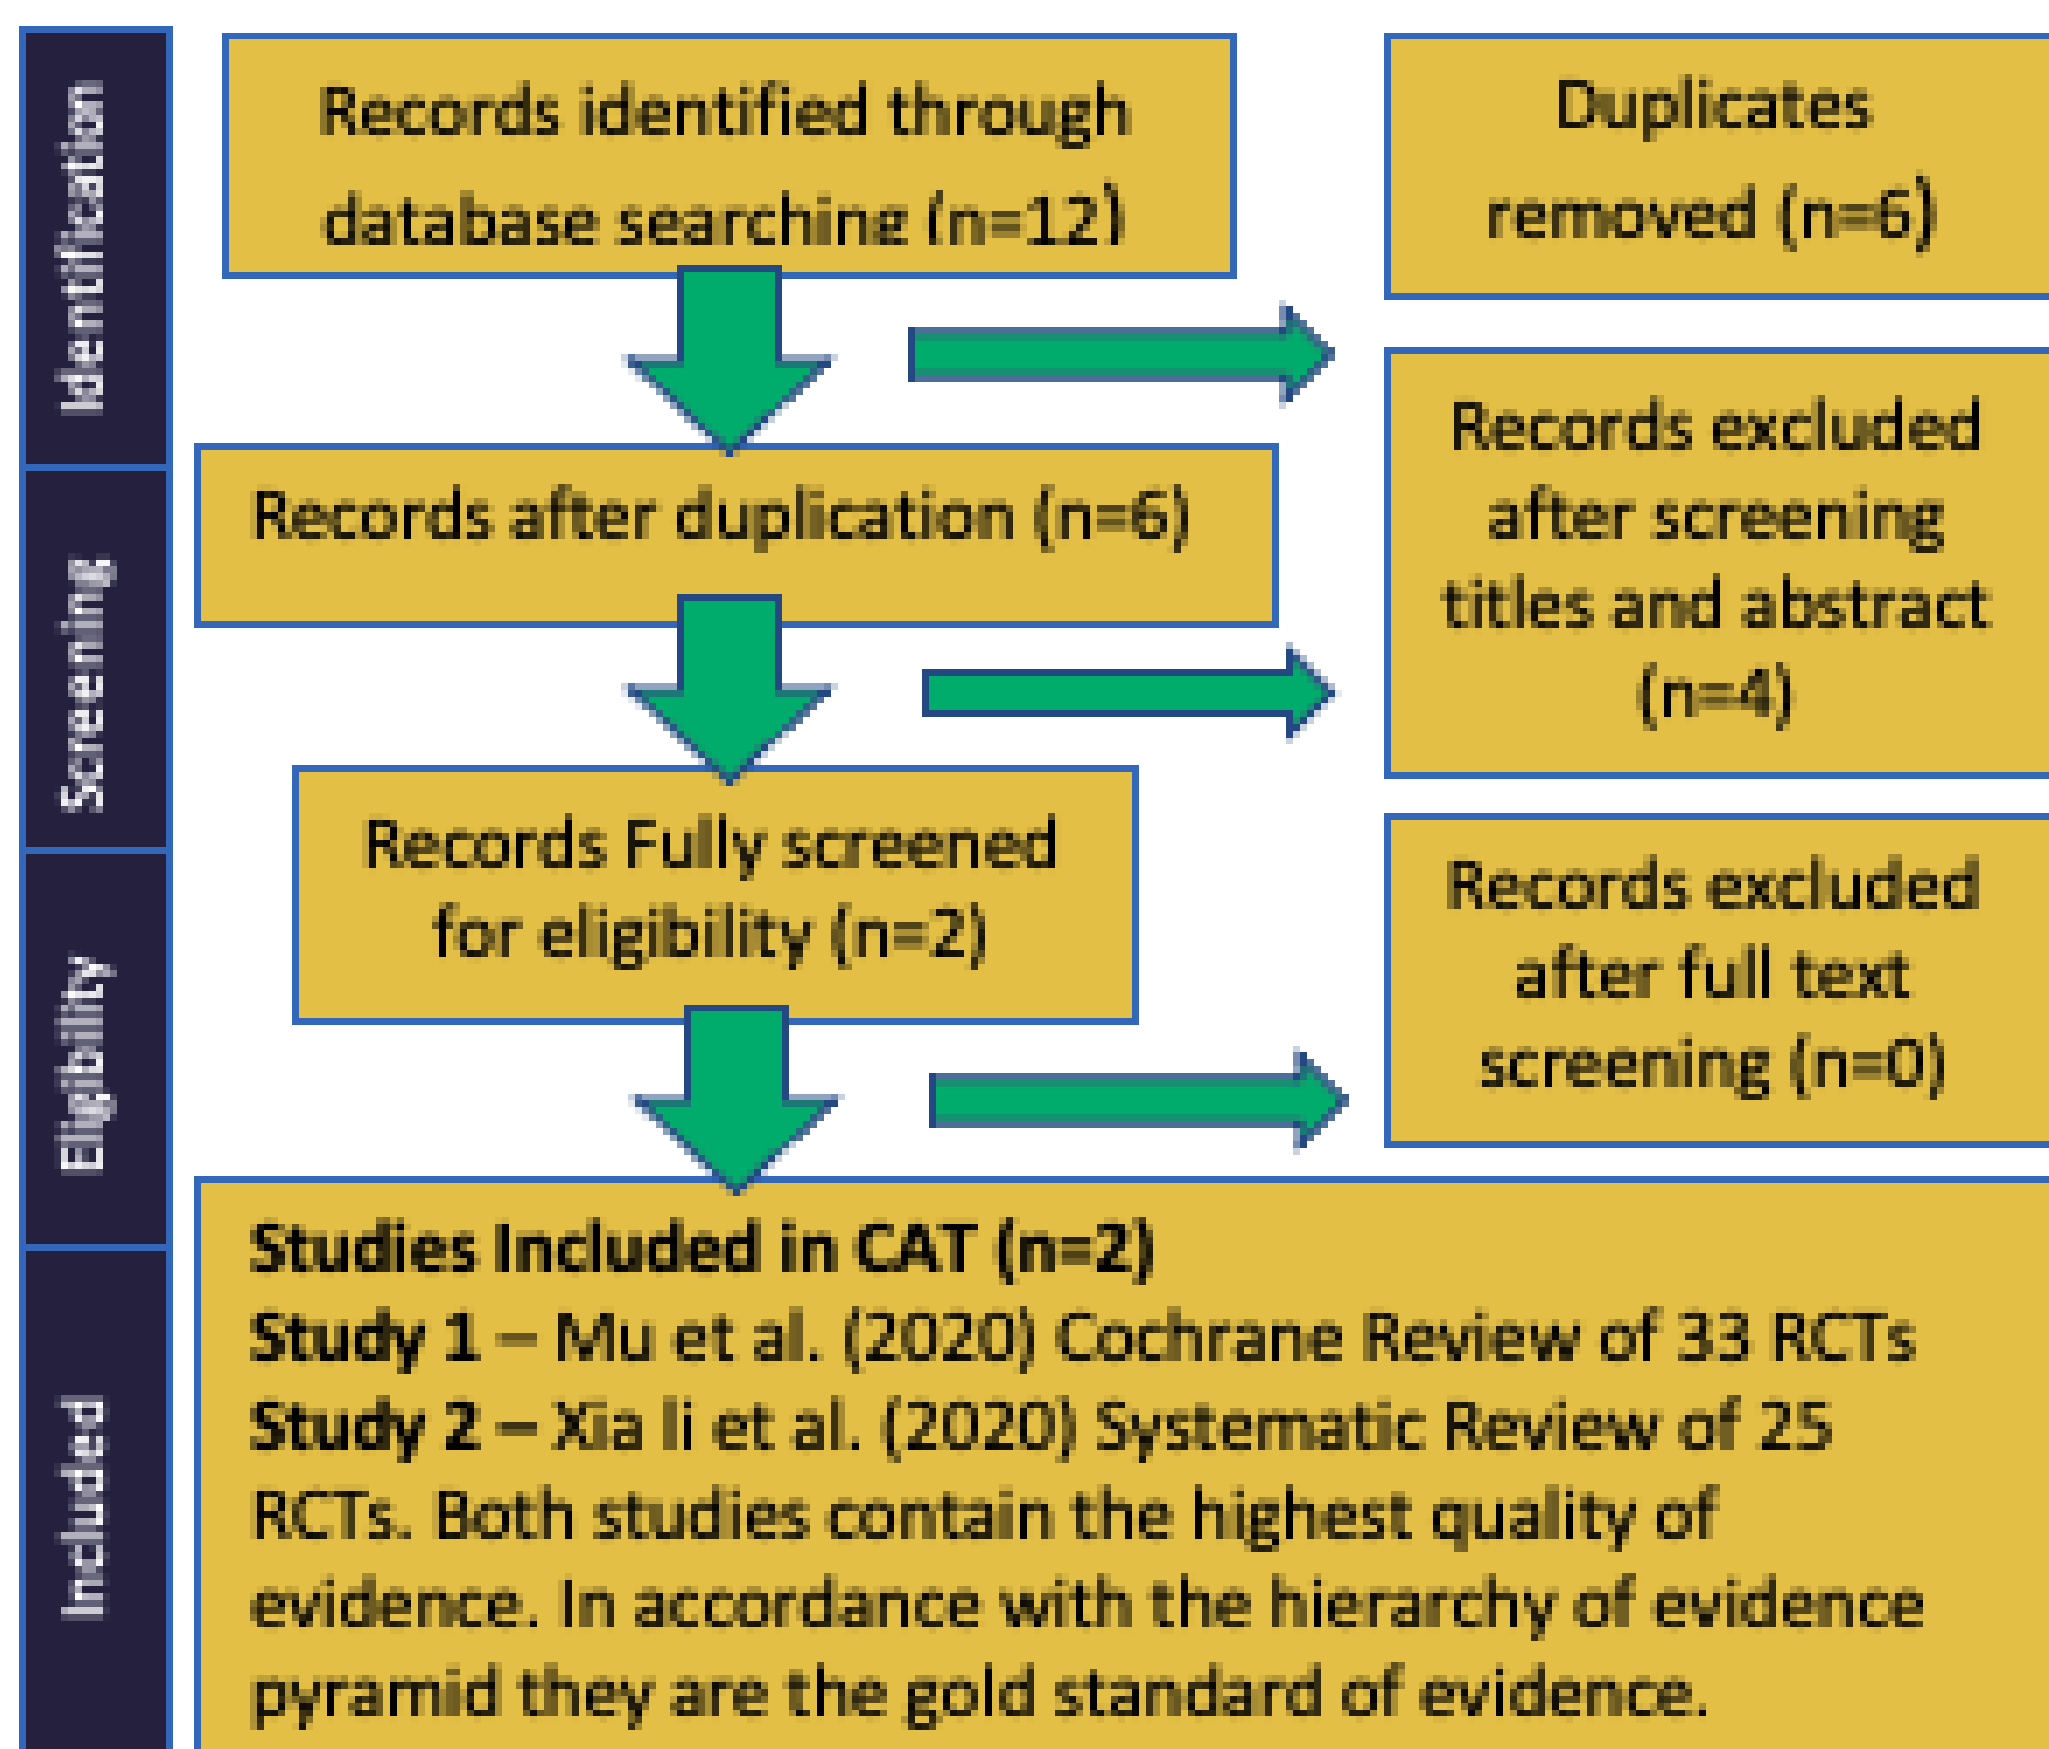 Identification
Records identified through
database searching (n=12)
Duplicates
removed (n=6)
Screening
Records after duplication (n=6)
Records excluded
after screening
titles and abstract
(n=4)
Eligibility
Records Fully screened
for eligibility (n=2)
Records excluded
after full text
screening (n=0)
Included
Studies Included in CAT (n=2)
Study 1 – Mu et al. (2020) Cochrane Review of 33 RCTs
Study 2 – Xia li et al. (2020) Systematic Review of 25
RCTs. Both studies contain the highest quality of
evidence. In accordance with the hierarchy of evidence
pyramid they are the gold standard of evidence.